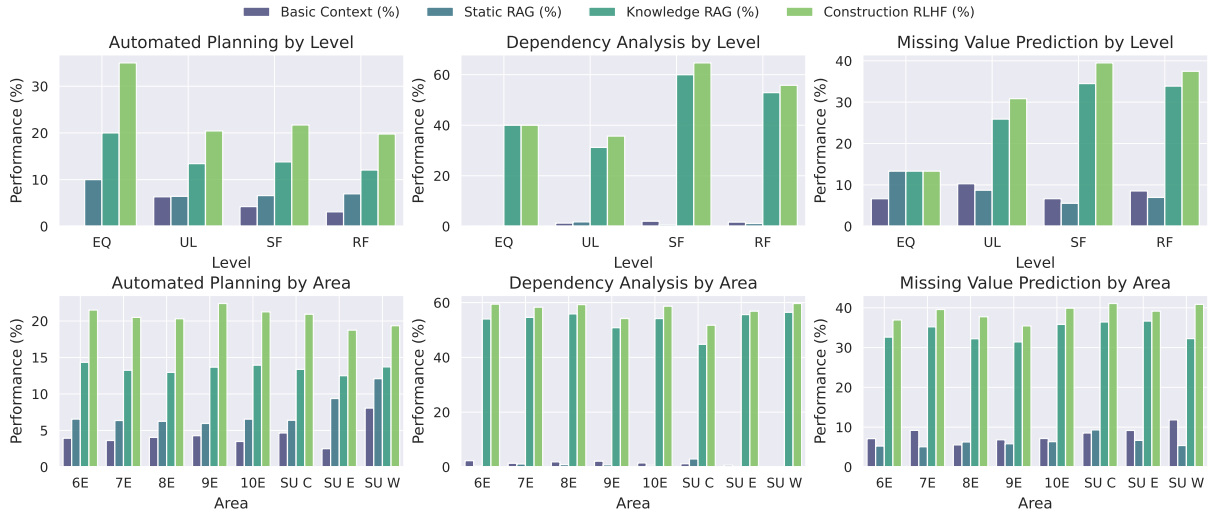 Basic Context (%) Static RAG (%) Knowledge RAG (%) Construction RLHF (%)
Automated Planning by Level
Performance (%)
30
20
10
0
EQ UL SF RF
Level
Dependency Analysis by Level
Performance (%)
60
40
20
0
EQ UL SF RF
Level
Missing Value Prediction by Level
Performance (%)
40
30
20
10
0
EQ UL SF RF
Level
Automated Planning by Area
Performance (%)
20
15
10
5
0
6E 7E 8E 9E 10E SU C SU E SU W
Area
Dependency Analysis by Area
Performance (%)
60
40
20
0
6E 7E 8E 9E 10E SU C SU E SU W
Area
Missing Value Prediction by Area
Performance (%)
40
30
20
10
0
6E 7E 8E 9E 10E SU C SU E SU W
Area